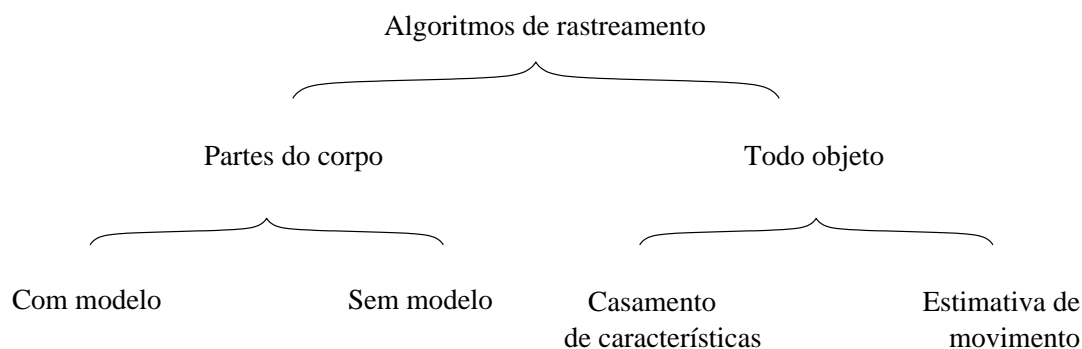 Algoritmos de rastreamento
Partes do corpo
Todo objeto
Com modelo
Sem modelo
Casamento
de características
Estimativa de
movimento